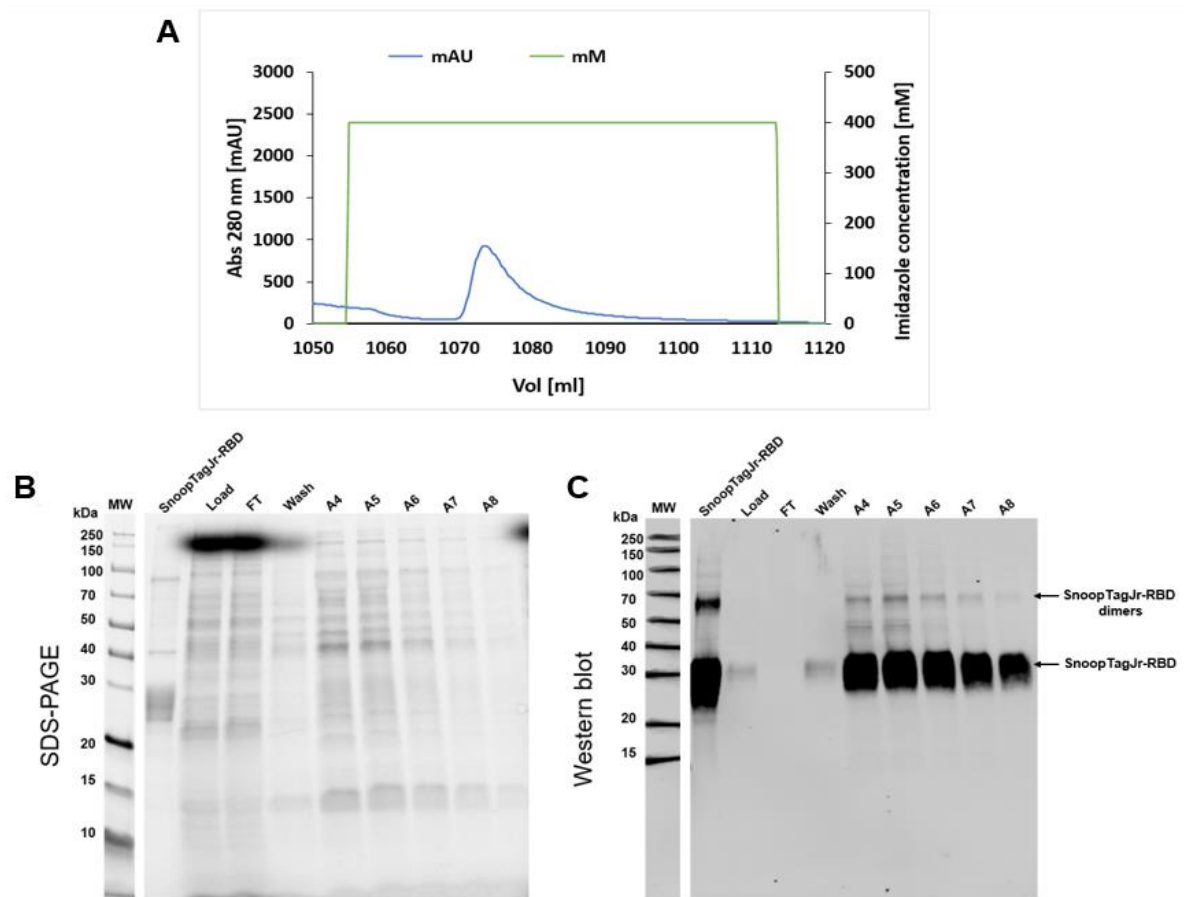 A
mAU mM
3000
2500
2000
1500
1000
500
0
Abs 280 nm [mAU]
500
400
300
200
100
0
Imidazole concentration [mM]
1050 1060 1070 1080 1090 1100 1110 1120
Vol [ml]
B
MW SnoopTagJr-RBD Load FT Wash A4 A5 A6 A7 A8
kDa
250
150
100
70
50
40
30
20
15
10
SDS-PAGE
C
MW SnoopTagJr-RBD Load FT Wash A4 A5 A6 A7 A8
kDa
250
150
100
70
50
40
30
20
15
Western blot
SnoopTagJr-RBD
dimers
SnoopTagJr-RBD